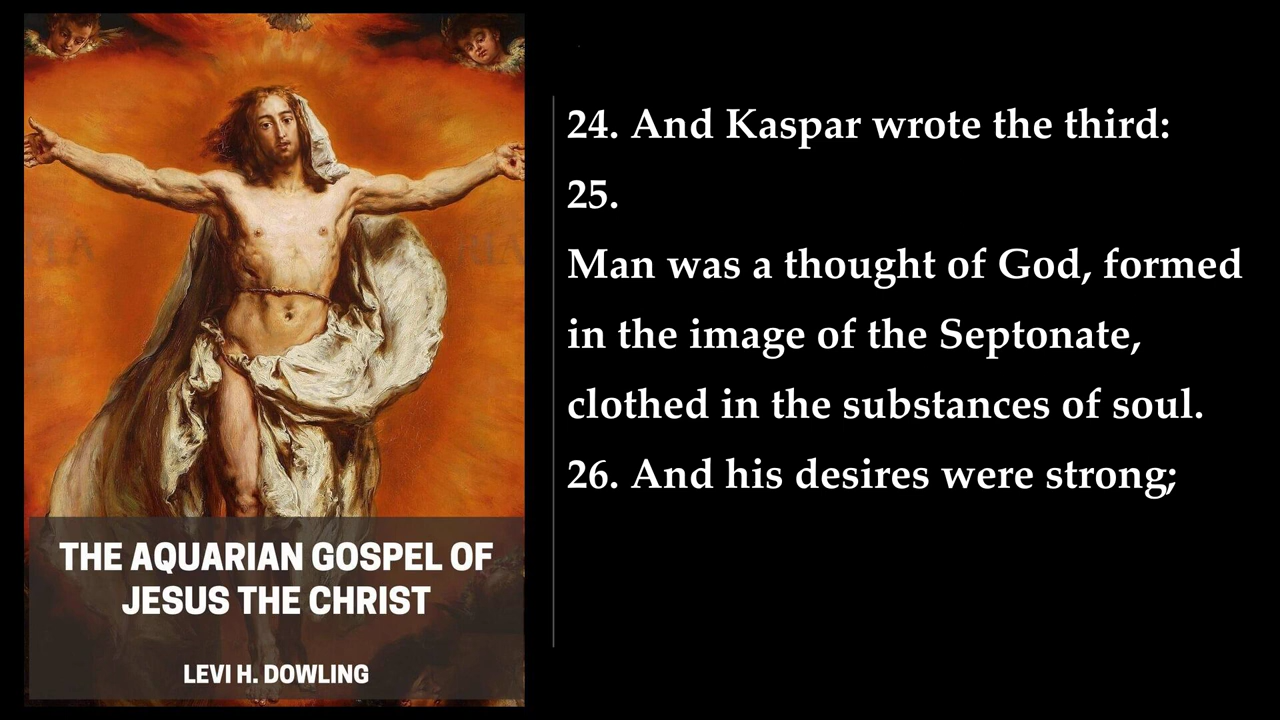 THE AQUARIAN GOSPEL OF
JESUS THE CHRIST
LEVI H. DOWLING
24. And Kaspar wrote the third:
25.
Man was a thought of God, formed
in the image of the Septonate,
clothed in the substances of soul.
26. And his desires were strong;